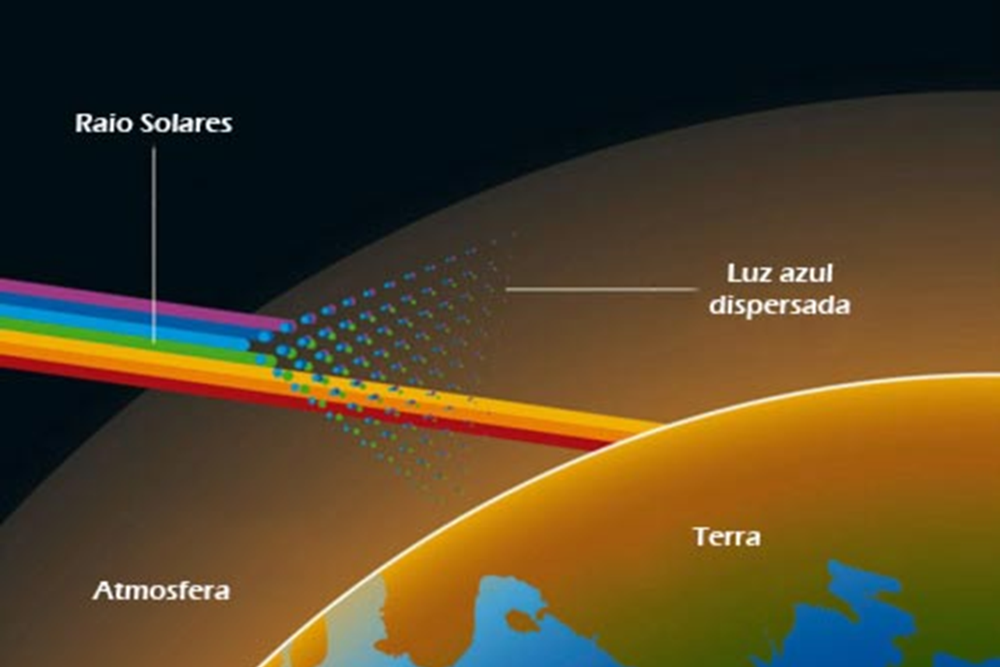 Raio Solares
Luz azul
dispersada
Terra
Atmosfera